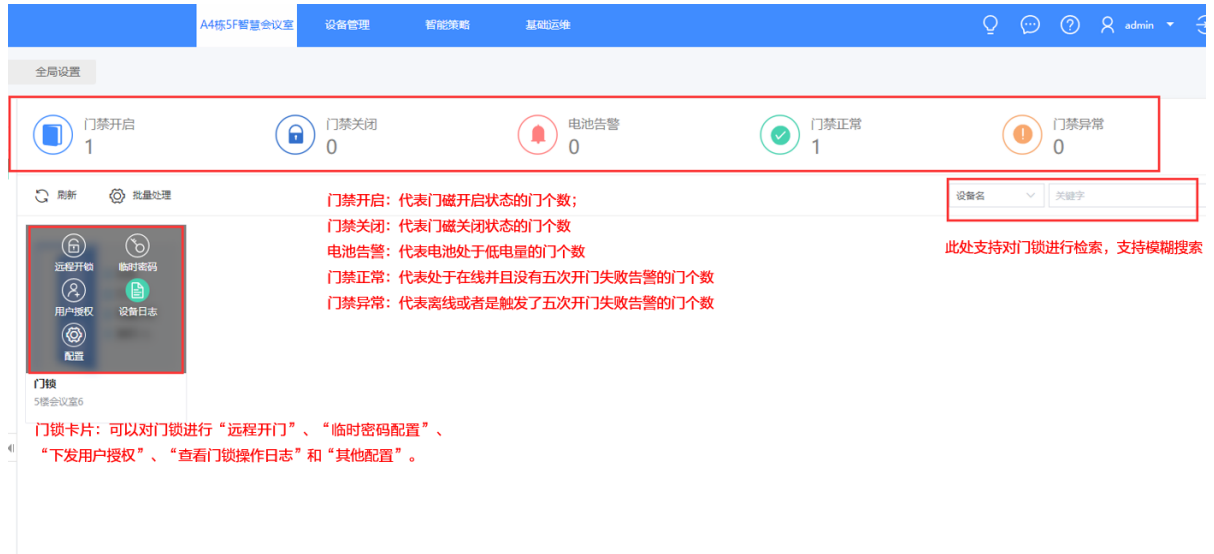 A4栋5F智慧会议室 设备管理 智能策略 基础运维 admin
全局设置
门禁开启 门禁关闭 电池告警 门禁正常 门禁异常
1 0 0 1 0
刷新 批量处理 设备名 关键字
门禁开启：代表门磁开启状态的门个数；
门禁关闭：代表门磁关闭状态的门个数
电池告警：代表电池处于低电量的门个数
门禁正常：代表处于在线并且没有五次开门失败告警的门个数
门禁异常：代表离线或者是触发了五次开门失败告警的门个数
此处支持对门锁进行检索，支持模糊搜索
远程开锁 临时密码
用户授权 设备日志
配置
门锁
5楼会议室6
门锁卡片：可以对门锁进行“远程开门”、“临时密码配置”、
“下发用户授权”、“查看门锁操作日志”和“其他配置”。